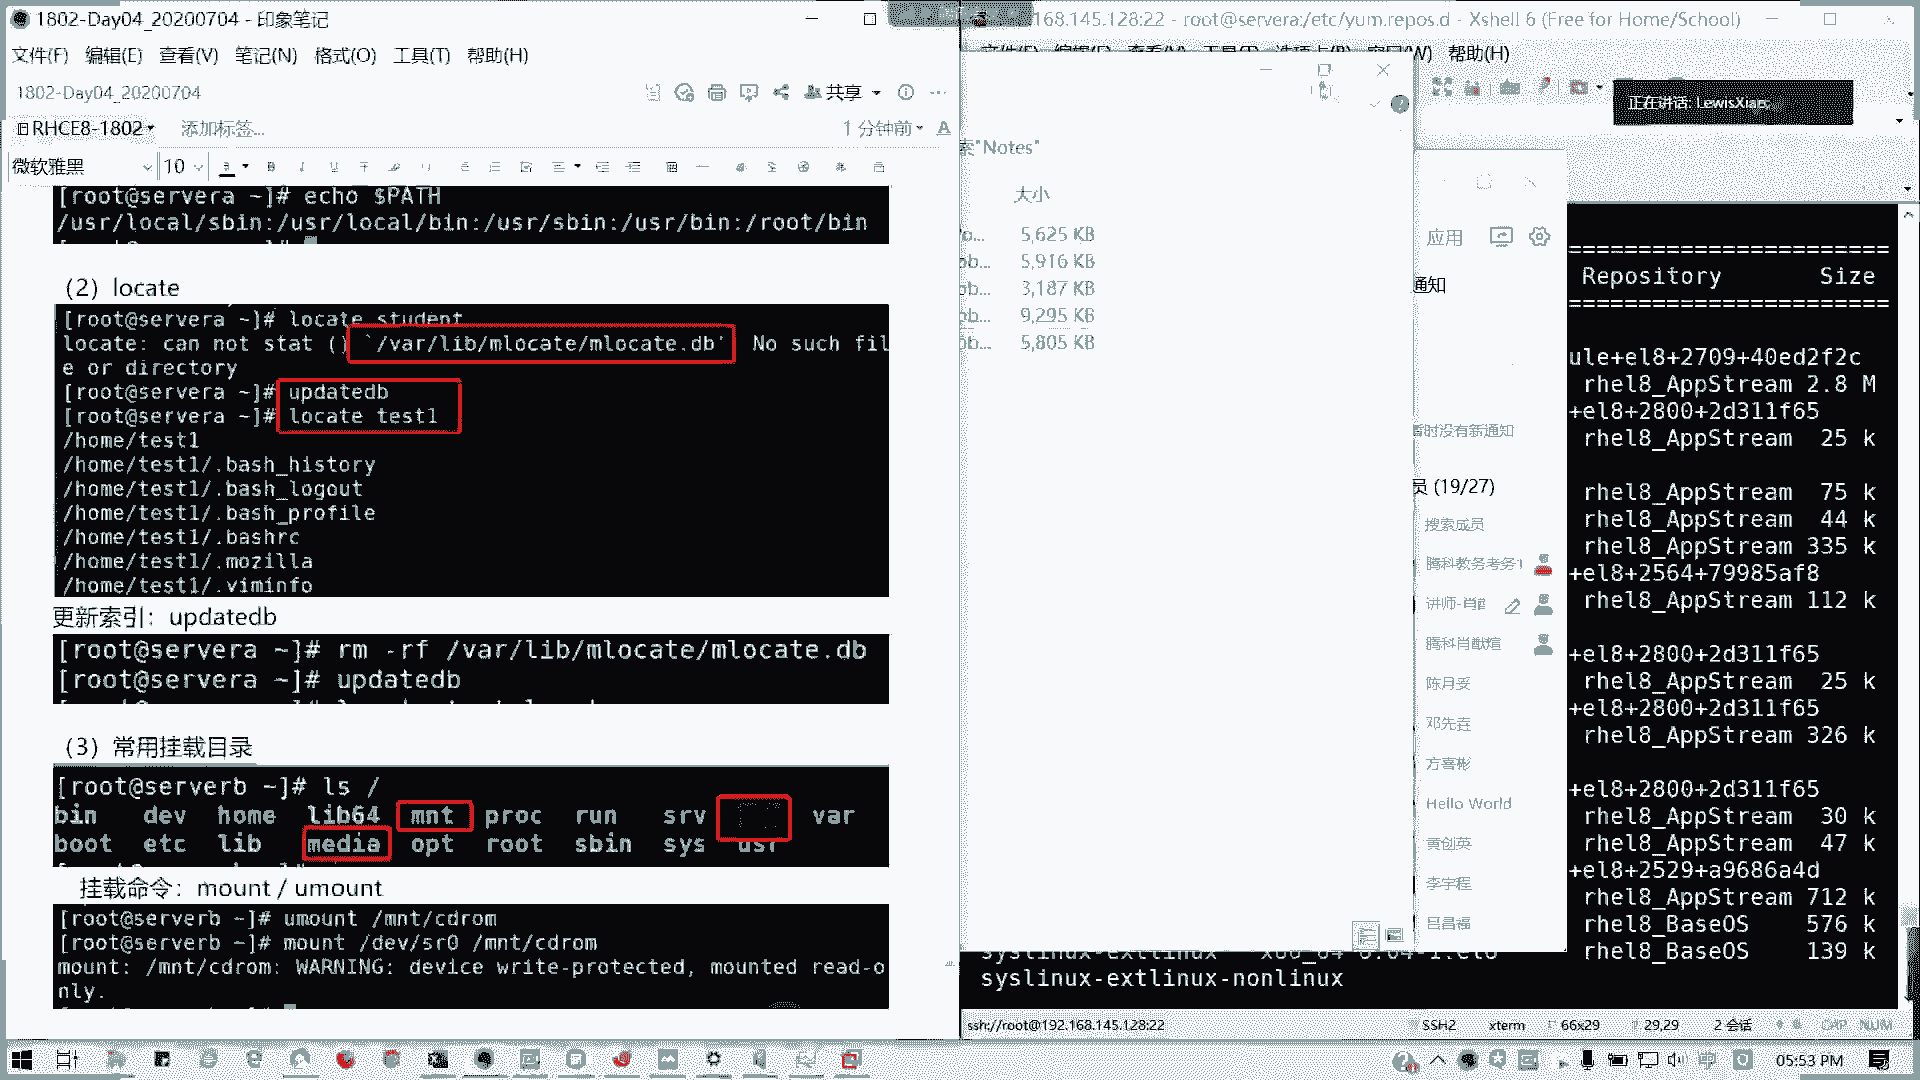 1802-Day04_20200704 - 印象笔记
文件(F) 编辑(E) 查看(V) 笔记(N) 格式(O) 工具(T) 帮助(H)
1802-Day04_20200704
共享
RHCE8-1802
添加标签...
1 分钟前
微软雅黑
10
[root@servera ~]# echo $PATH
/usr/local/sbin:/usr/local/bin:/usr/sbin:/usr/bin:/root/bin
(2) locate
[root@servera ~]# locate student
locate: can not stat () `/var/lib/mlocate/mlocate.db' No such fil
e or directory
[root@servera ~]# updatedb
[root@servera ~]# locate test1
/home/test1
/home/test1/.bash_history
/home/test1/.bash_logout
/home/test1/.bash_profile
/home/test1/.bashrc
/home/test1/.mozilla
/home/test1/.viminfo
更新索引：updatedb
[root@servera ~]# rm -rf /var/lib/mlocate/mlocate.db
[root@servera ~]# updatedb
(3) 常用挂载目录
[root@serverb ~]# ls /
bin dev home lib64 mnt proc run srv var
boot etc lib media opt root sbin sys usr
挂载命令：mount / umount
[root@serverb ~]# umount /mnt/cdrom
[root@serverb ~]# mount /dev/sr0 /mnt/cdrom
mount: /mnt/cdrom: WARNING: device write-protected, mounted read-o
nly.
168.145.128:22 - root@servera:/etc/yum.repos.d - Xshell 6 (Free for Home/School)
帮助(H)
正在讲话: LewisXiao;
索"Notes"
大小
5,625 KB
5,916 KB
3,187 KB
9,295 KB
5,805 KB
应用
通知
暂时没有新通知
员 (19/27)
搜索成员
腾科教务考务1
讲师-肖
腾科肖猷煊
陈月妥
邓先垚
方喜彬
Hello World
黄创英
李宇程
吕昌福
Repository Size
ule+el8+2709+40ed2f2c
rhel8_AppStream 2.8 M
+el8+2800+2d311f65
rhel8_AppStream 25 k
rhel8_AppStream 75 k
rhel8_AppStream 44 k
rhel8_AppStream 335 k
+el8+2564+79985af8
rhel8_AppStream 112 k
+el8+2800+2d311f65
rhel8_AppStream 25 k
+el8+2800+2d311f65
rhel8_AppStream 326 k
+el8+2800+2d311f65
rhel8_AppStream 30 k
rhel8_AppStream 47 k
+el8+2529+a9686a4d
rhel8_AppStream 712 k
rhel8_BaseOS 576 k
rhel8_BaseOS 139 k
syslinux-extlinux
syslinux-extlinux-nonlinux
ssh://root@192.168.145.128:22
SSH2 xterm 66x29 29,29 2 会话 CAP NUM
中
05:53 PM